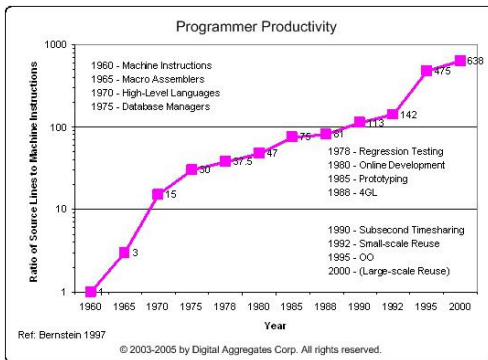 Programmer Productivity
Ratio of Source Lines to Machine Instructions
1000
100
10
1
1960 - Machine Instructions
1965 - Macro Assemblers
1970 - High-Level Languages
1975 - Database Managers
1
3
15
30
37.5
47
75
81
113
142
475
638
1978 - Regression Testing
1980 - Online Development
1985 - Prototyping
1988 - 4GL
1990 - Subsecond Timesharing
1992 - Small-scale Reuse
1995 - OO
2000 - (Large-scale Reuse)
1960 1965 1970 1975 1978 1980 1985 1988 1990 1992 1995 2000
Year
Ref: Bernstein 1997
© 2003-2005 by Digital Aggregates Corp. All rights reserved.